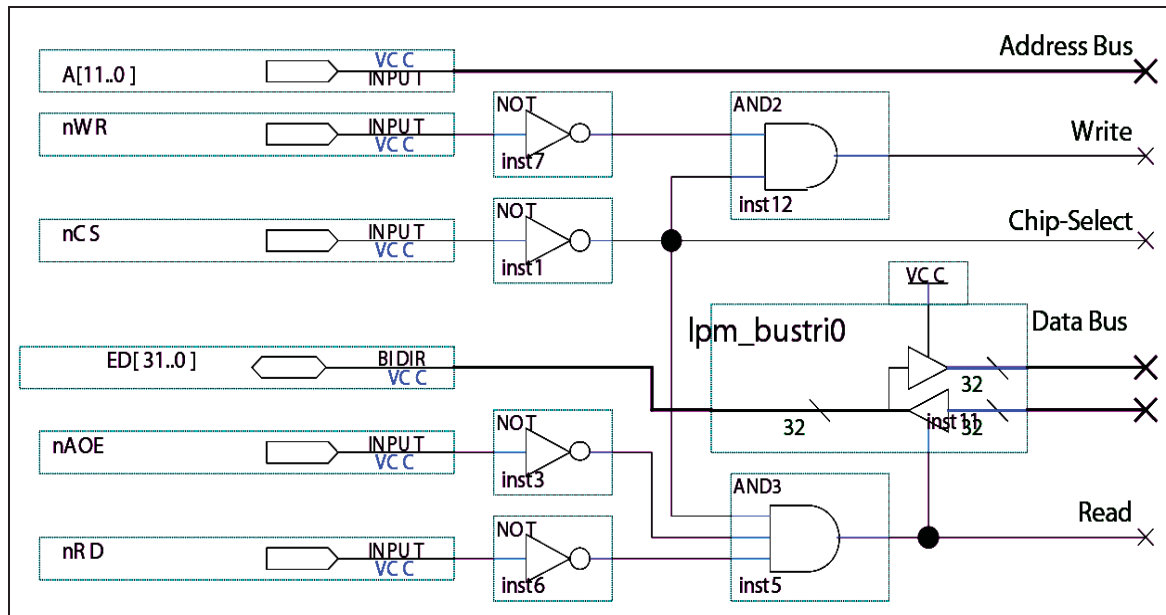 Address Bus
VCC
A[11..0]
INPUT
NOT
AND2
nWR
INPUT
VCC
Write
inst7
inst12
NOT
nCS
INPUT
VCC
Chip-Select
inst1
VCC
lpm_bustri0
Data Bus
ED[31..0]
BIDIR
VCC
32
32
inst11
32
NOT
nAOE
INPUT
VCC
inst3
AND3
Read
NOT
nRD
INPUT
VCC
inst6
inst5